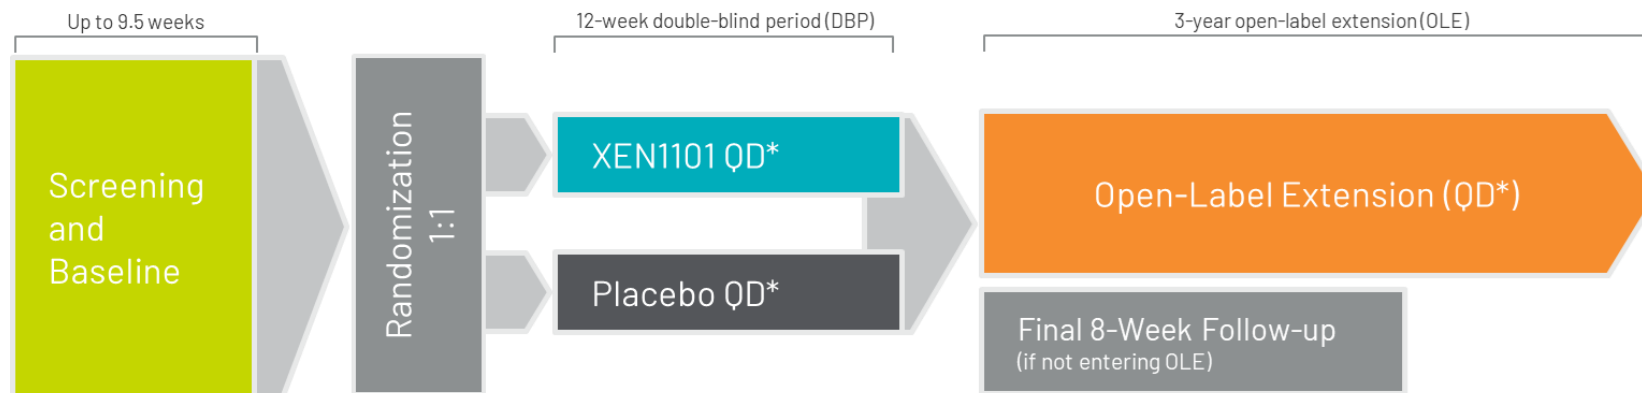 Up to 9.5 weeks
12-week double-blind period (DBP)
3-year open-label extension (OLE)
Screening
and
Baseline
Randomization
1:1
XEN1101 QD*
Placebo QD*
Open-Label Extension (QD*)
Final 8-Week Follow-up
(if not entering OLE)